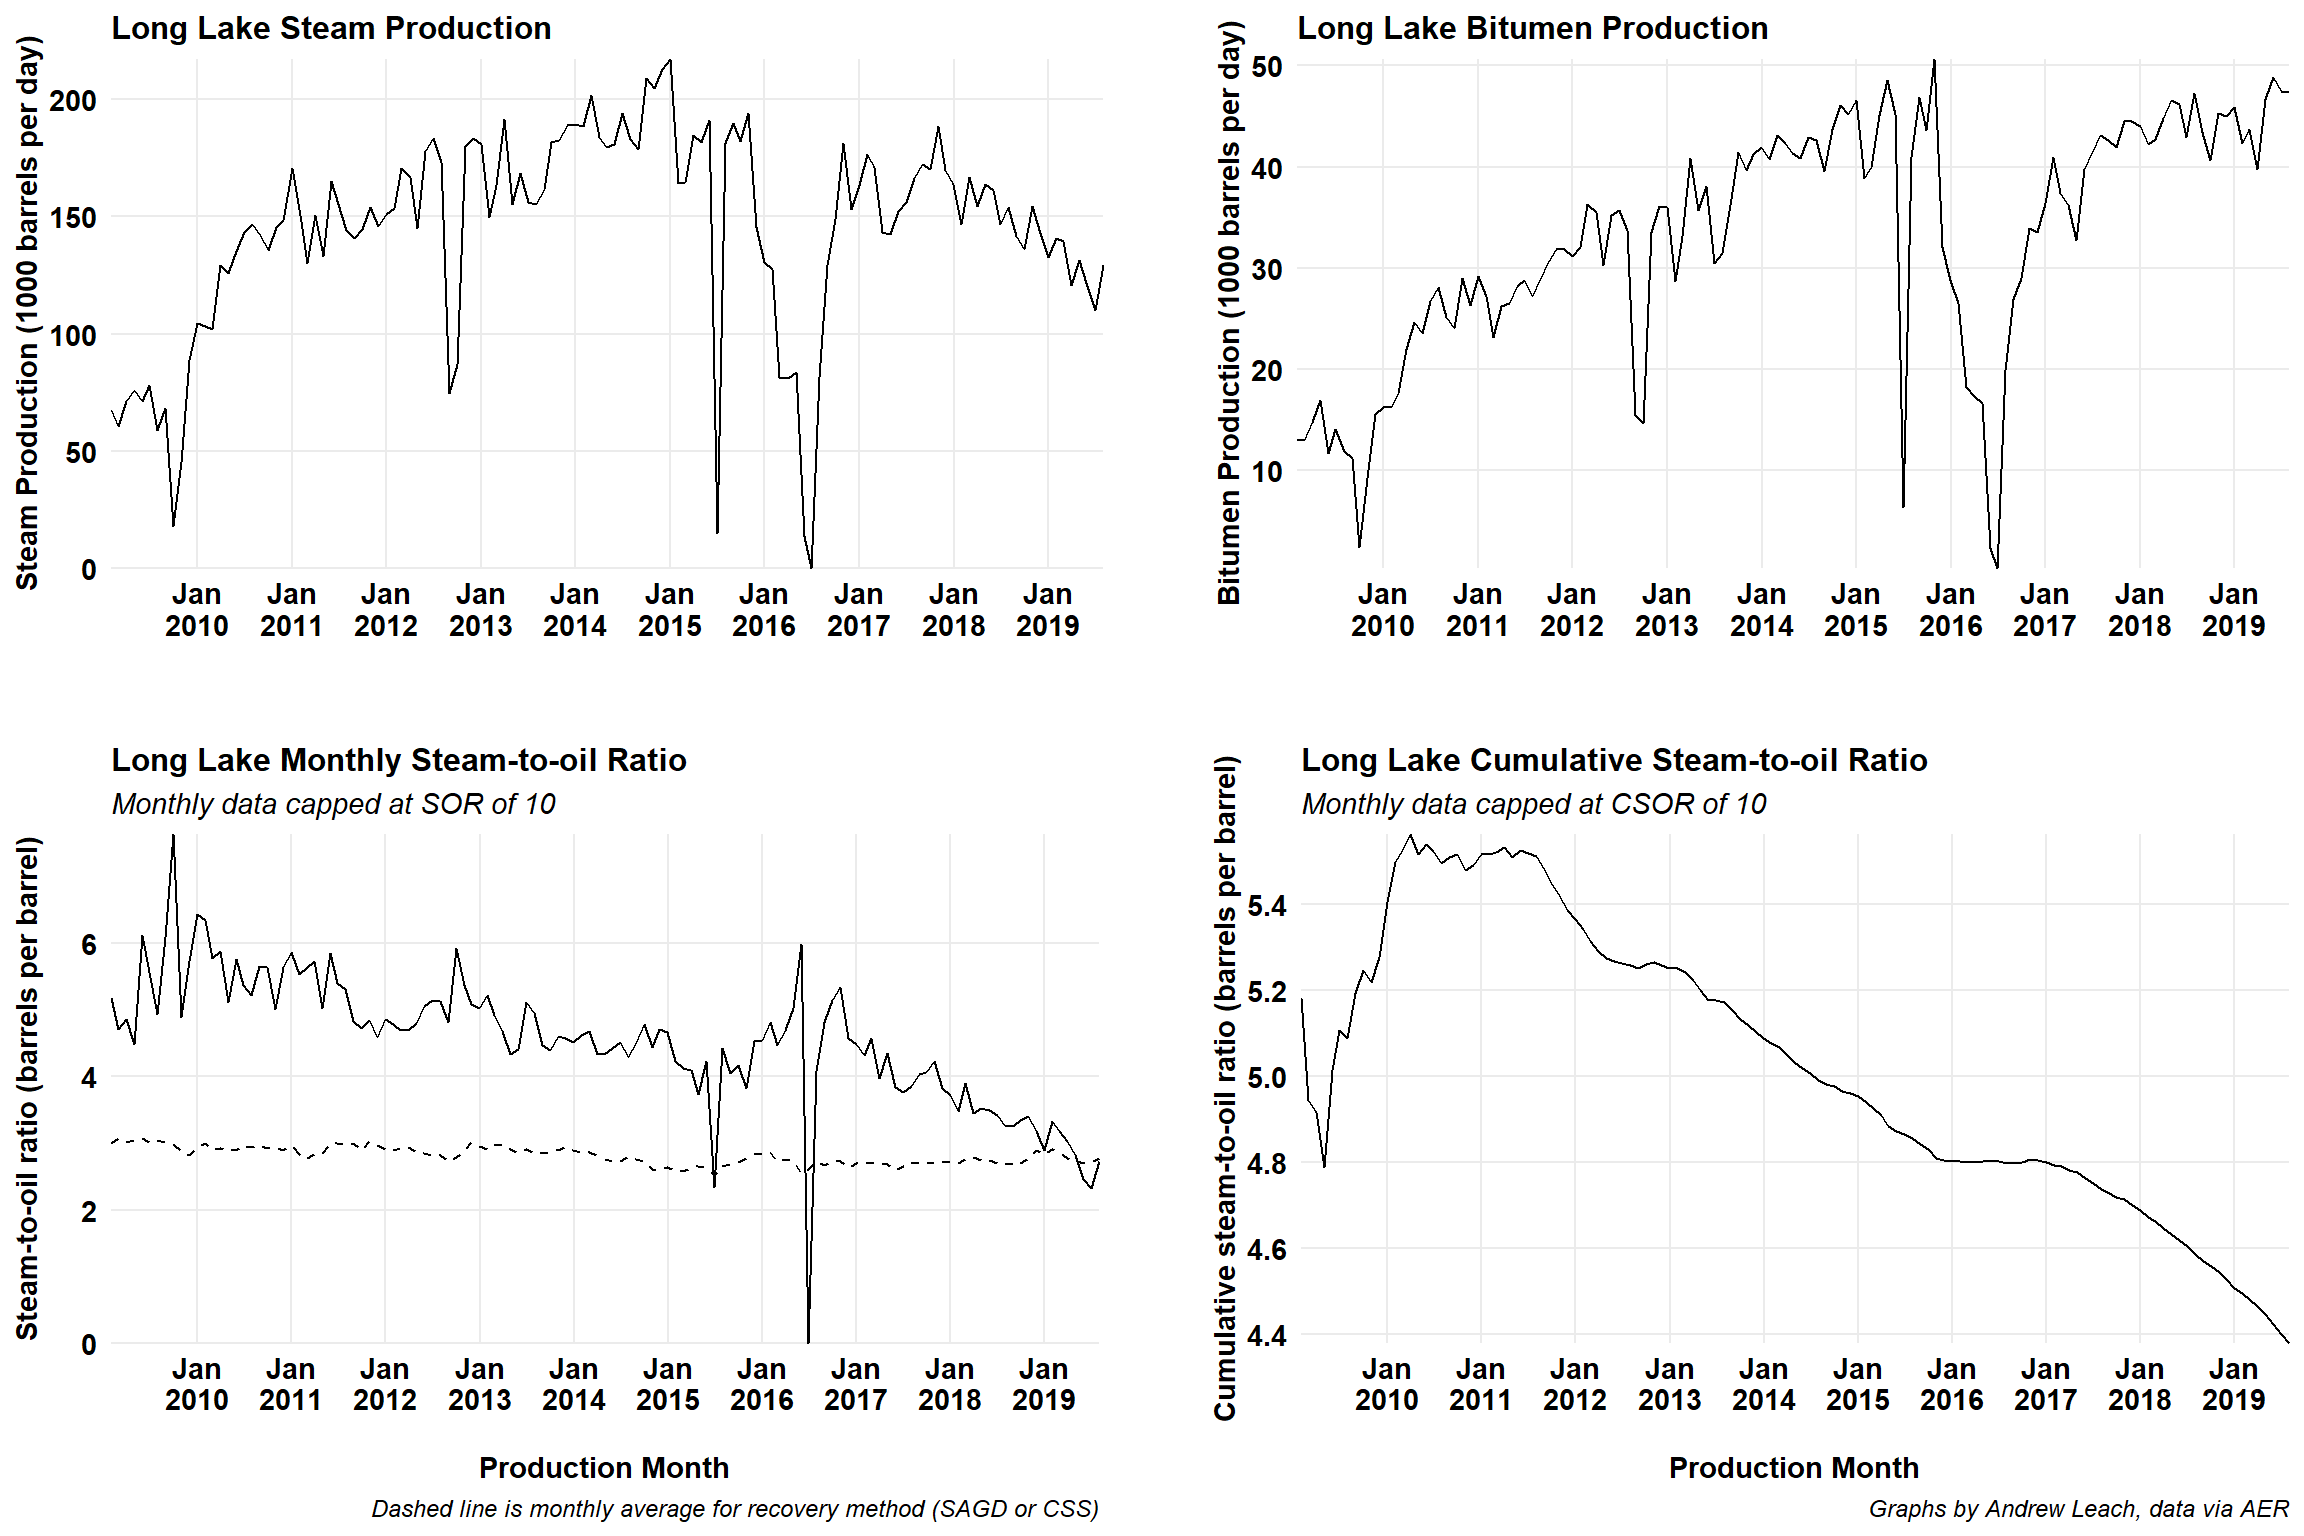 Long Lake Steam Production
Steam Production (1000 barrels per day)
200
150
100
50
0
Jan Jan Jan Jan Jan Jan Jan Jan Jan Jan
2010 2011 2012 2013 2014 2015 2016 2017 2018 2019
Long Lake Bitumen Production
Bitumen Production (1000 barrels per day)
50
40
30
20
10
Jan Jan Jan Jan Jan Jan Jan Jan Jan Jan
2010 2011 2012 2013 2014 2015 2016 2017 2018 2019
Long Lake Monthly Steam-to-oil Ratio
Monthly data capped at SOR of 10
Steam-to-oil ratio (barrels per barrel)
6
4
2
0
Jan Jan Jan Jan Jan Jan Jan Jan Jan Jan
2010 2011 2012 2013 2014 2015 2016 2017 2018 2019
Production Month
Dashed line is monthly average for recovery method (SAGD or CSS)
Long Lake Cumulative Steam-to-oil Ratio
Monthly data capped at CSOR of 10
Cumulative steam-to-oil ratio (barrels per barrel)
5.4
5.2
5.0
4.8
4.6
4.4
Jan Jan Jan Jan Jan Jan Jan Jan Jan Jan
2010 2011 2012 2013 2014 2015 2016 2017 2018 2019
Production Month
Graphs by Andrew Leach, data via AER